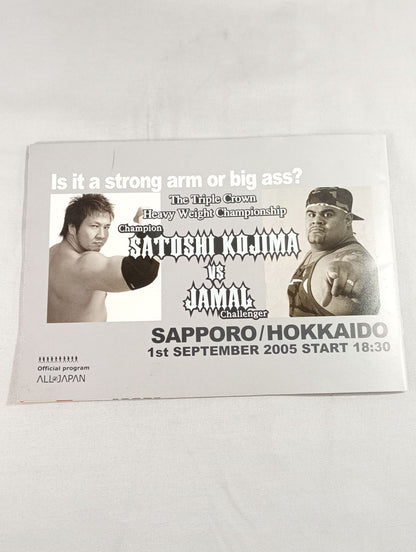 Is it a strong arm or big ass?
The Triple Crown
Heavy Weight Championship
Champion
SATOSHI KOJIMA
VS
JAMAL
Challenger
SAPPORO/HOKKAIDO
1st SEPTEMBER 2005 START 18:30
Official program
ALL JAPAN